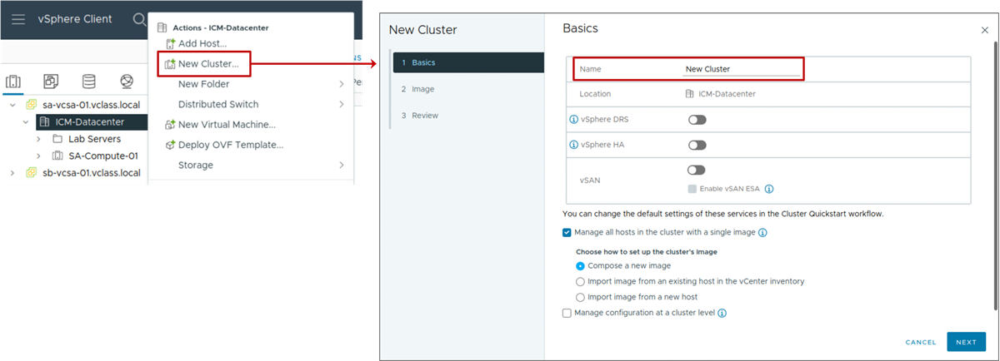 vSphere Client
Actions - ICM-Datacenter
Add Host...
New Cluster...
New Folder
Distributed Switch
New Virtual Machine...
Deploy OVF Template...
Storage
sa-vcsa-01.vclass.local
ICM-Datacenter
Lab Servers
SA-Compute-01
sb-vcsa-01.vclass.local
New Cluster
1 Basics
2 Image
3 Review
Basics
Name New Cluster
Location ICM-Datacenter
vSphere DRS
vSphere HA
vSAN
Enable vSAN ESA
You can change the default settings of these services in the Cluster Quickstart workflow.
Manage all hosts in the cluster with a single image
Choose how to set up the cluster's image
Compose a new image
Import image from an existing host in the vCenter inventory
Import image from a new host
Manage configuration at a cluster level
CANCEL NEXT